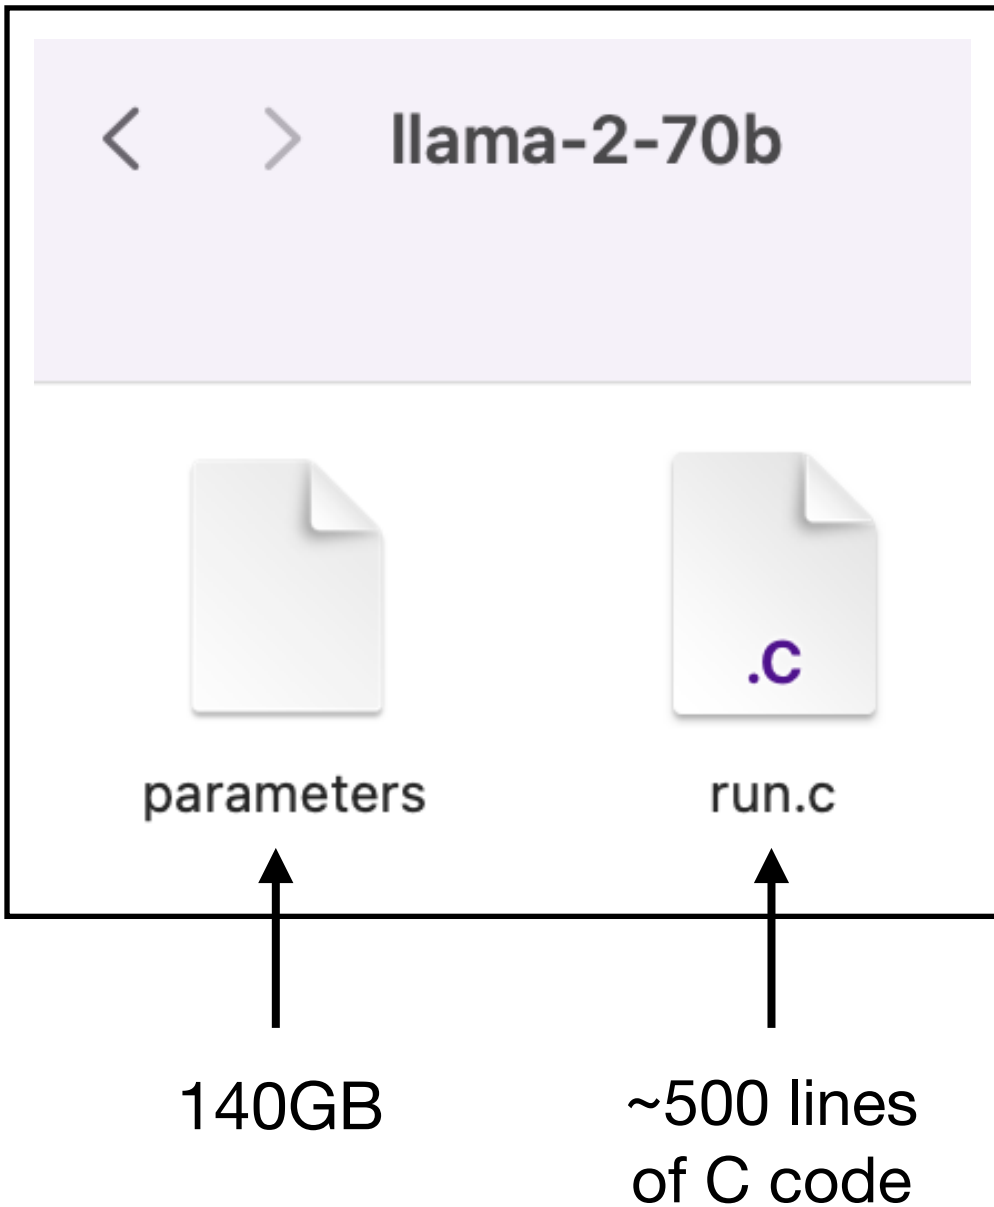 llama-2-70b
.C
parameters
run.c
140GB
~500 lines
of C code